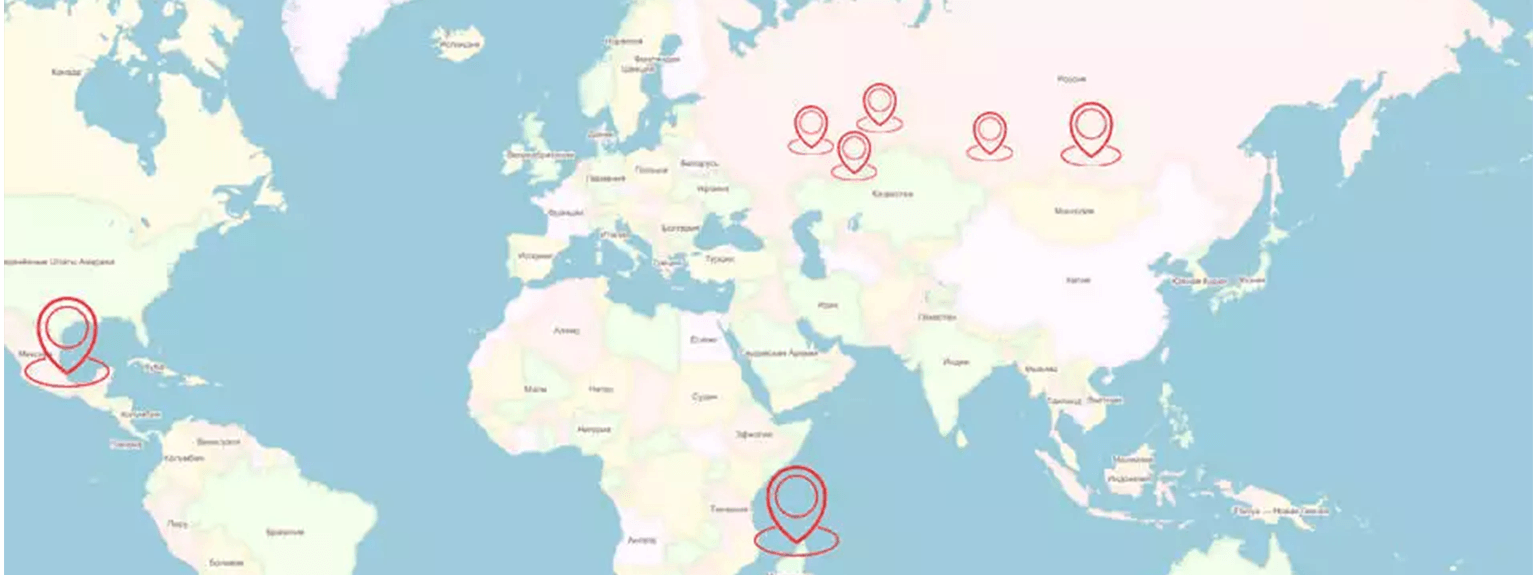 Исландия
Норвегия
Финляндия
Швеция
Канада
Россия
Дания
Великобритания
Беларусь
Польша
Германия
Украина
Казахстан
Франция
Монголия
Болгария
Италия
Испания
Греция
Турция
Соединённые Штаты Америки
Китай
Южная Корея
Япония
Иран
Пакистан
Алжир
Египет
Мексика
Саудовская Аравия
Индия
Куба
Мьянма
Мали
Нигер
Судан
Таиланд
Вьетнам
Нигерия
Эфиопия
Панама
Венесуэла
Колумбия
Малайзия
Индонезия
Танзания
Папуа — Новая Гвинея
Перу
Бразилия
Ангола
Боливия